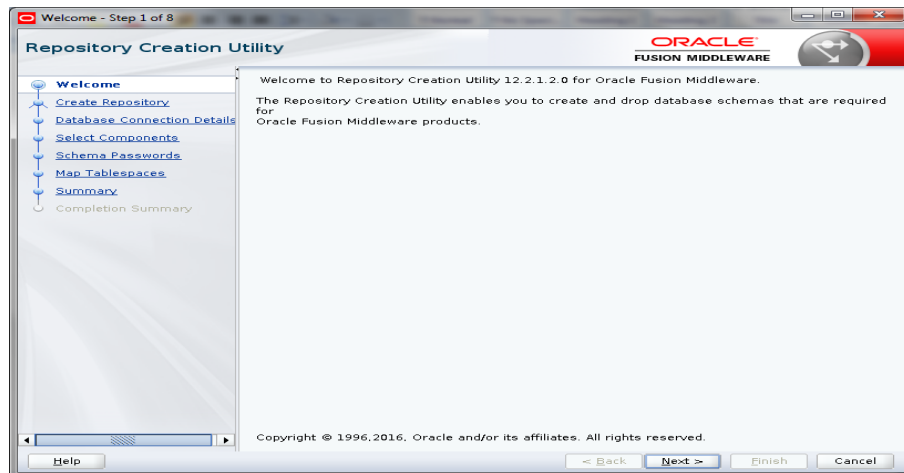 Welcome - Step 1 of 8
Repository Creation Utility
ORACLE
FUSION MIDDLEWARE
Welcome
Create Repository
Database Connection Details
Select Components
Schema Passwords
Map Tablespaces
Summary
Completion Summary
Welcome to Repository Creation Utility 12.2.1.2.0 for Oracle Fusion Middleware.
The Repository Creation Utility enables you to create and drop database schemas that are required
for
Oracle Fusion Middleware products.
Copyright © 1996,2016, Oracle and/or its affiliates. All rights reserved.
Help
< Back
Next >
Finish
Cancel